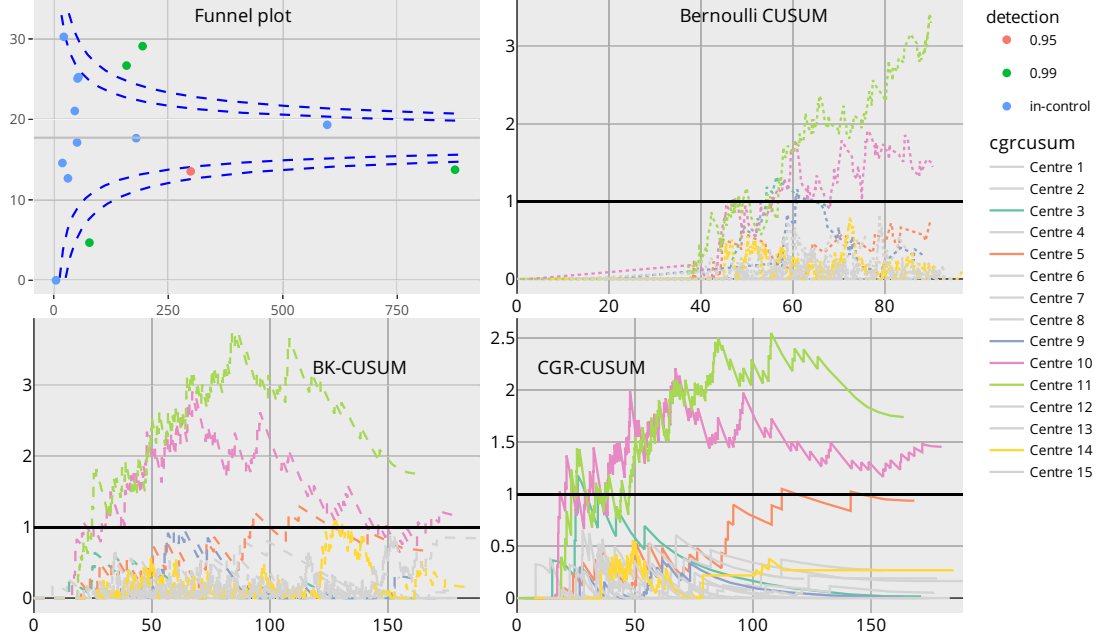 Funnel plot
30
20
10
0
0
250
500
750
Bernoulli CUSUM
3
2
1
0
0
20
40
60
80
detection
0.95
0.99
in-control
cgrcusum
Centre 1
Centre 2
Centre 3
Centre 4
Centre 5
Centre 6
Centre 7
Centre 8
Centre 9
Centre 10
Centre 11
Centre 12
Centre 13
Centre 14
Centre 15
BK-CUSUM
3
2
1
0
0
50
100
150
CGR-CUSUM
2.5
2
1.5
1
0.5
0
0
50
100
150